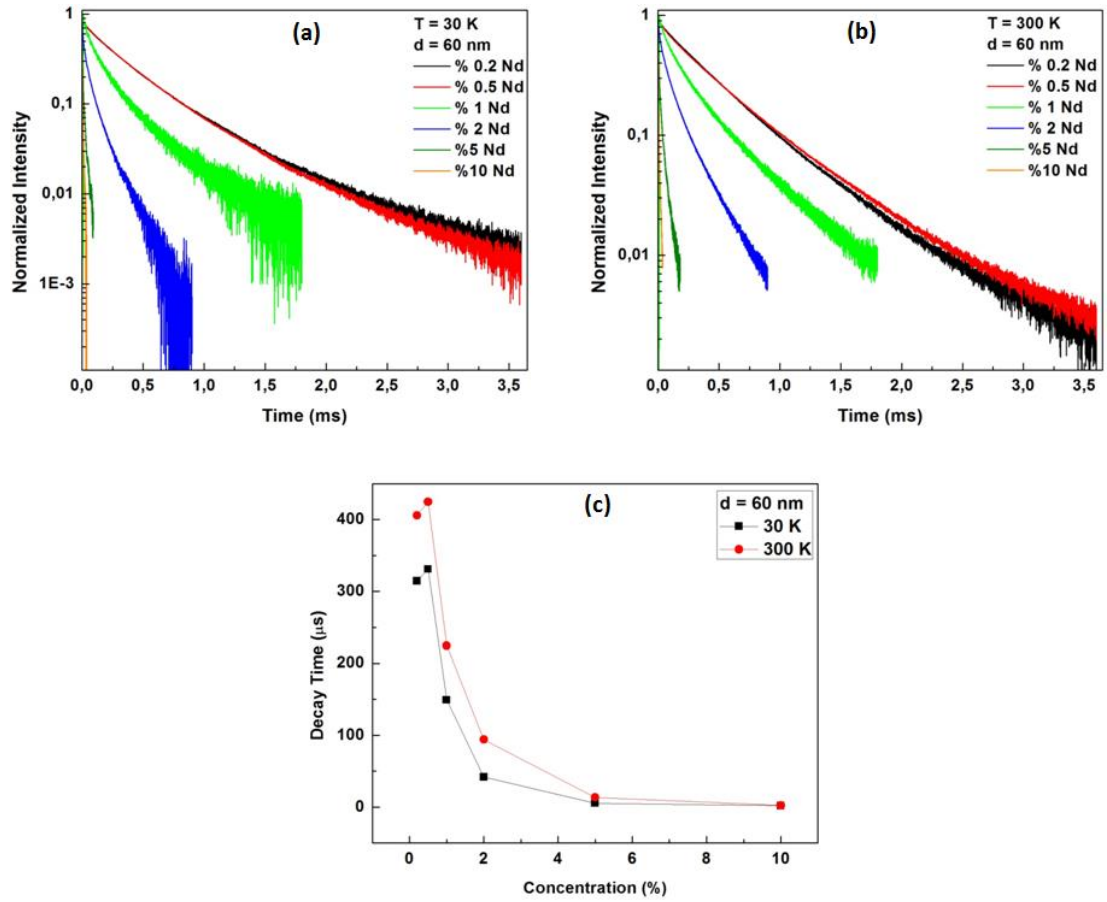 (a)
T = 30 K
d = 60 nm
% 0.2 Nd
% 0.5 Nd
% 1 Nd
% 2 Nd
%5 Nd
%10 Nd
Normalized Intensity
1
0,1
0,01
1E-3
0,0 0,5 1,0 1,5 2,0 2,5 3,0 3,5
Time (ms)
(b)
T = 300 K
d = 60 nm
% 0.2 Nd
% 0.5 Nd
% 1 Nd
% 2 Nd
%5 Nd
%10 Nd
Normalized Intensity
1
0,1
0,01
0,0 0,5 1,0 1,5 2,0 2,5 3,0 3,5
Time (ms)
(c)
d = 60 nm
30 K
300 K
Decay Time (μs)
400
300
200
100
0
0 2 4 6 8 10
Concentration (%)